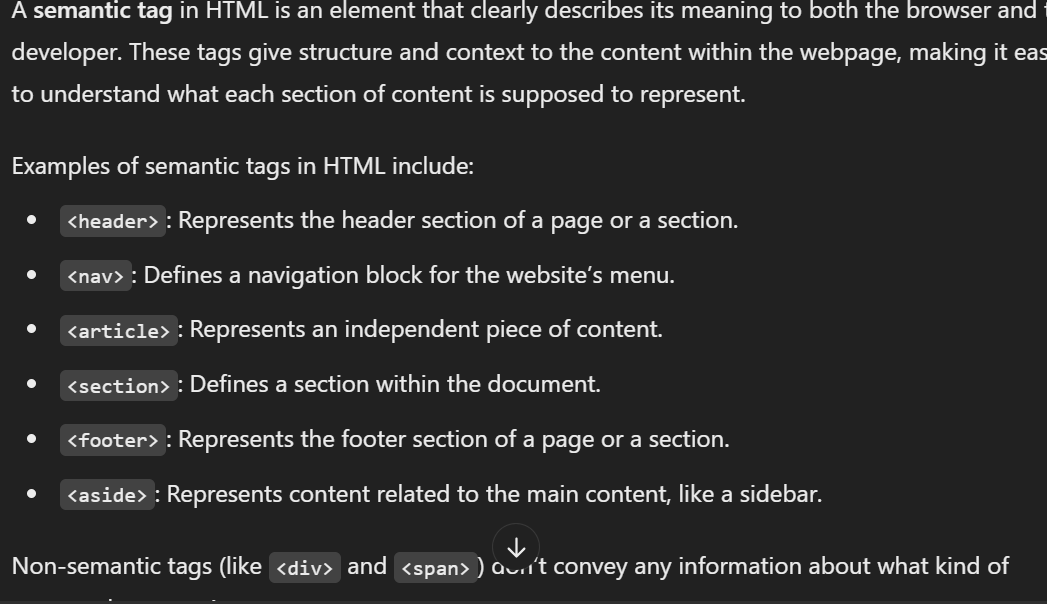 A semantic tag in HTML is an element that clearly describes its meaning to both the browser and
developer. These tags give structure and context to the content within the webpage, making it eas
to understand what each section of content is supposed to represent.
Examples of semantic tags in HTML include:
<header>: Represents the header section of a page or a section.
<nav>: Defines a navigation block for the website's menu.
<article>: Represents an independent piece of content.
<section>: Defines a section within the document.
<footer>: Represents the footer section of a page or a section.
<aside>: Represents content related to the main content, like a sidebar.
Non-semantic tags (like <div> and <span>) don't convey any information about what kind of